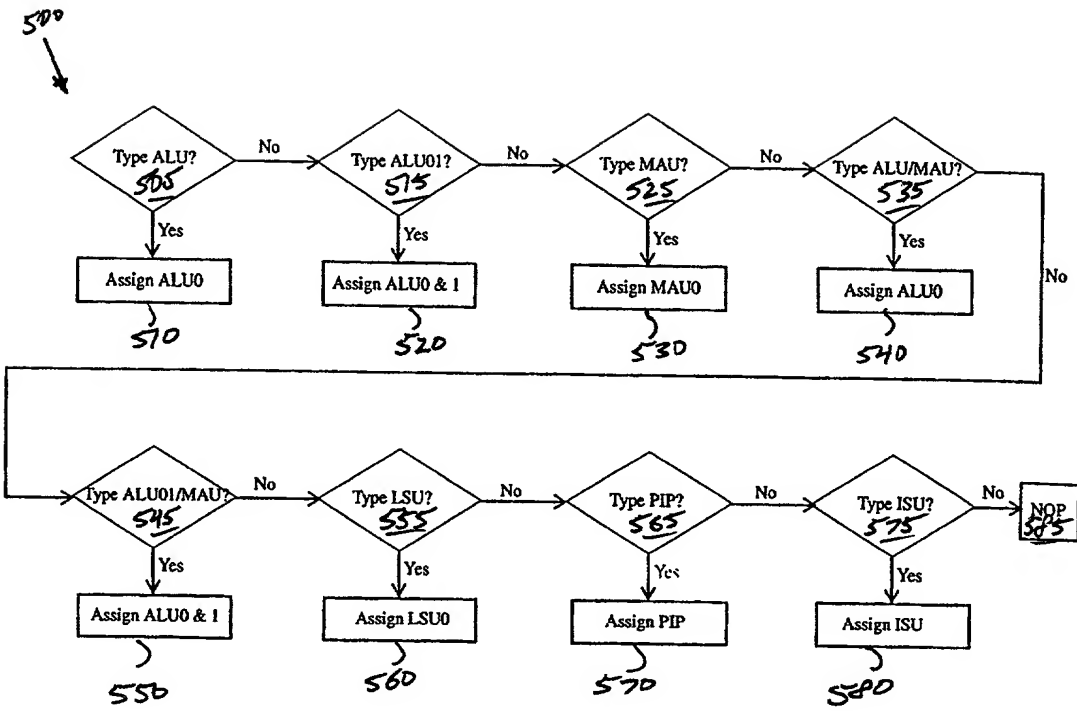 500
Type ALU?
505
No
Type ALU01?
515
No
Type MAU?
525
No
Type ALU/MAU?
535
No
Yes
Yes
Yes
Yes
Assign ALU0
Assign ALU0 & 1
Assign MAU0
Assign ALU0
510
520
530
540
Type ALU01/MAU?
545
No
Type LSU?
555
No
Type PIP?
565
No
Type ISU?
575
No
NOP
585
Yes
Yes
Yes
Yes
Assign ALU0 & 1
Assign LSU0
Assign PIP
Assign ISU
550
560
570
580